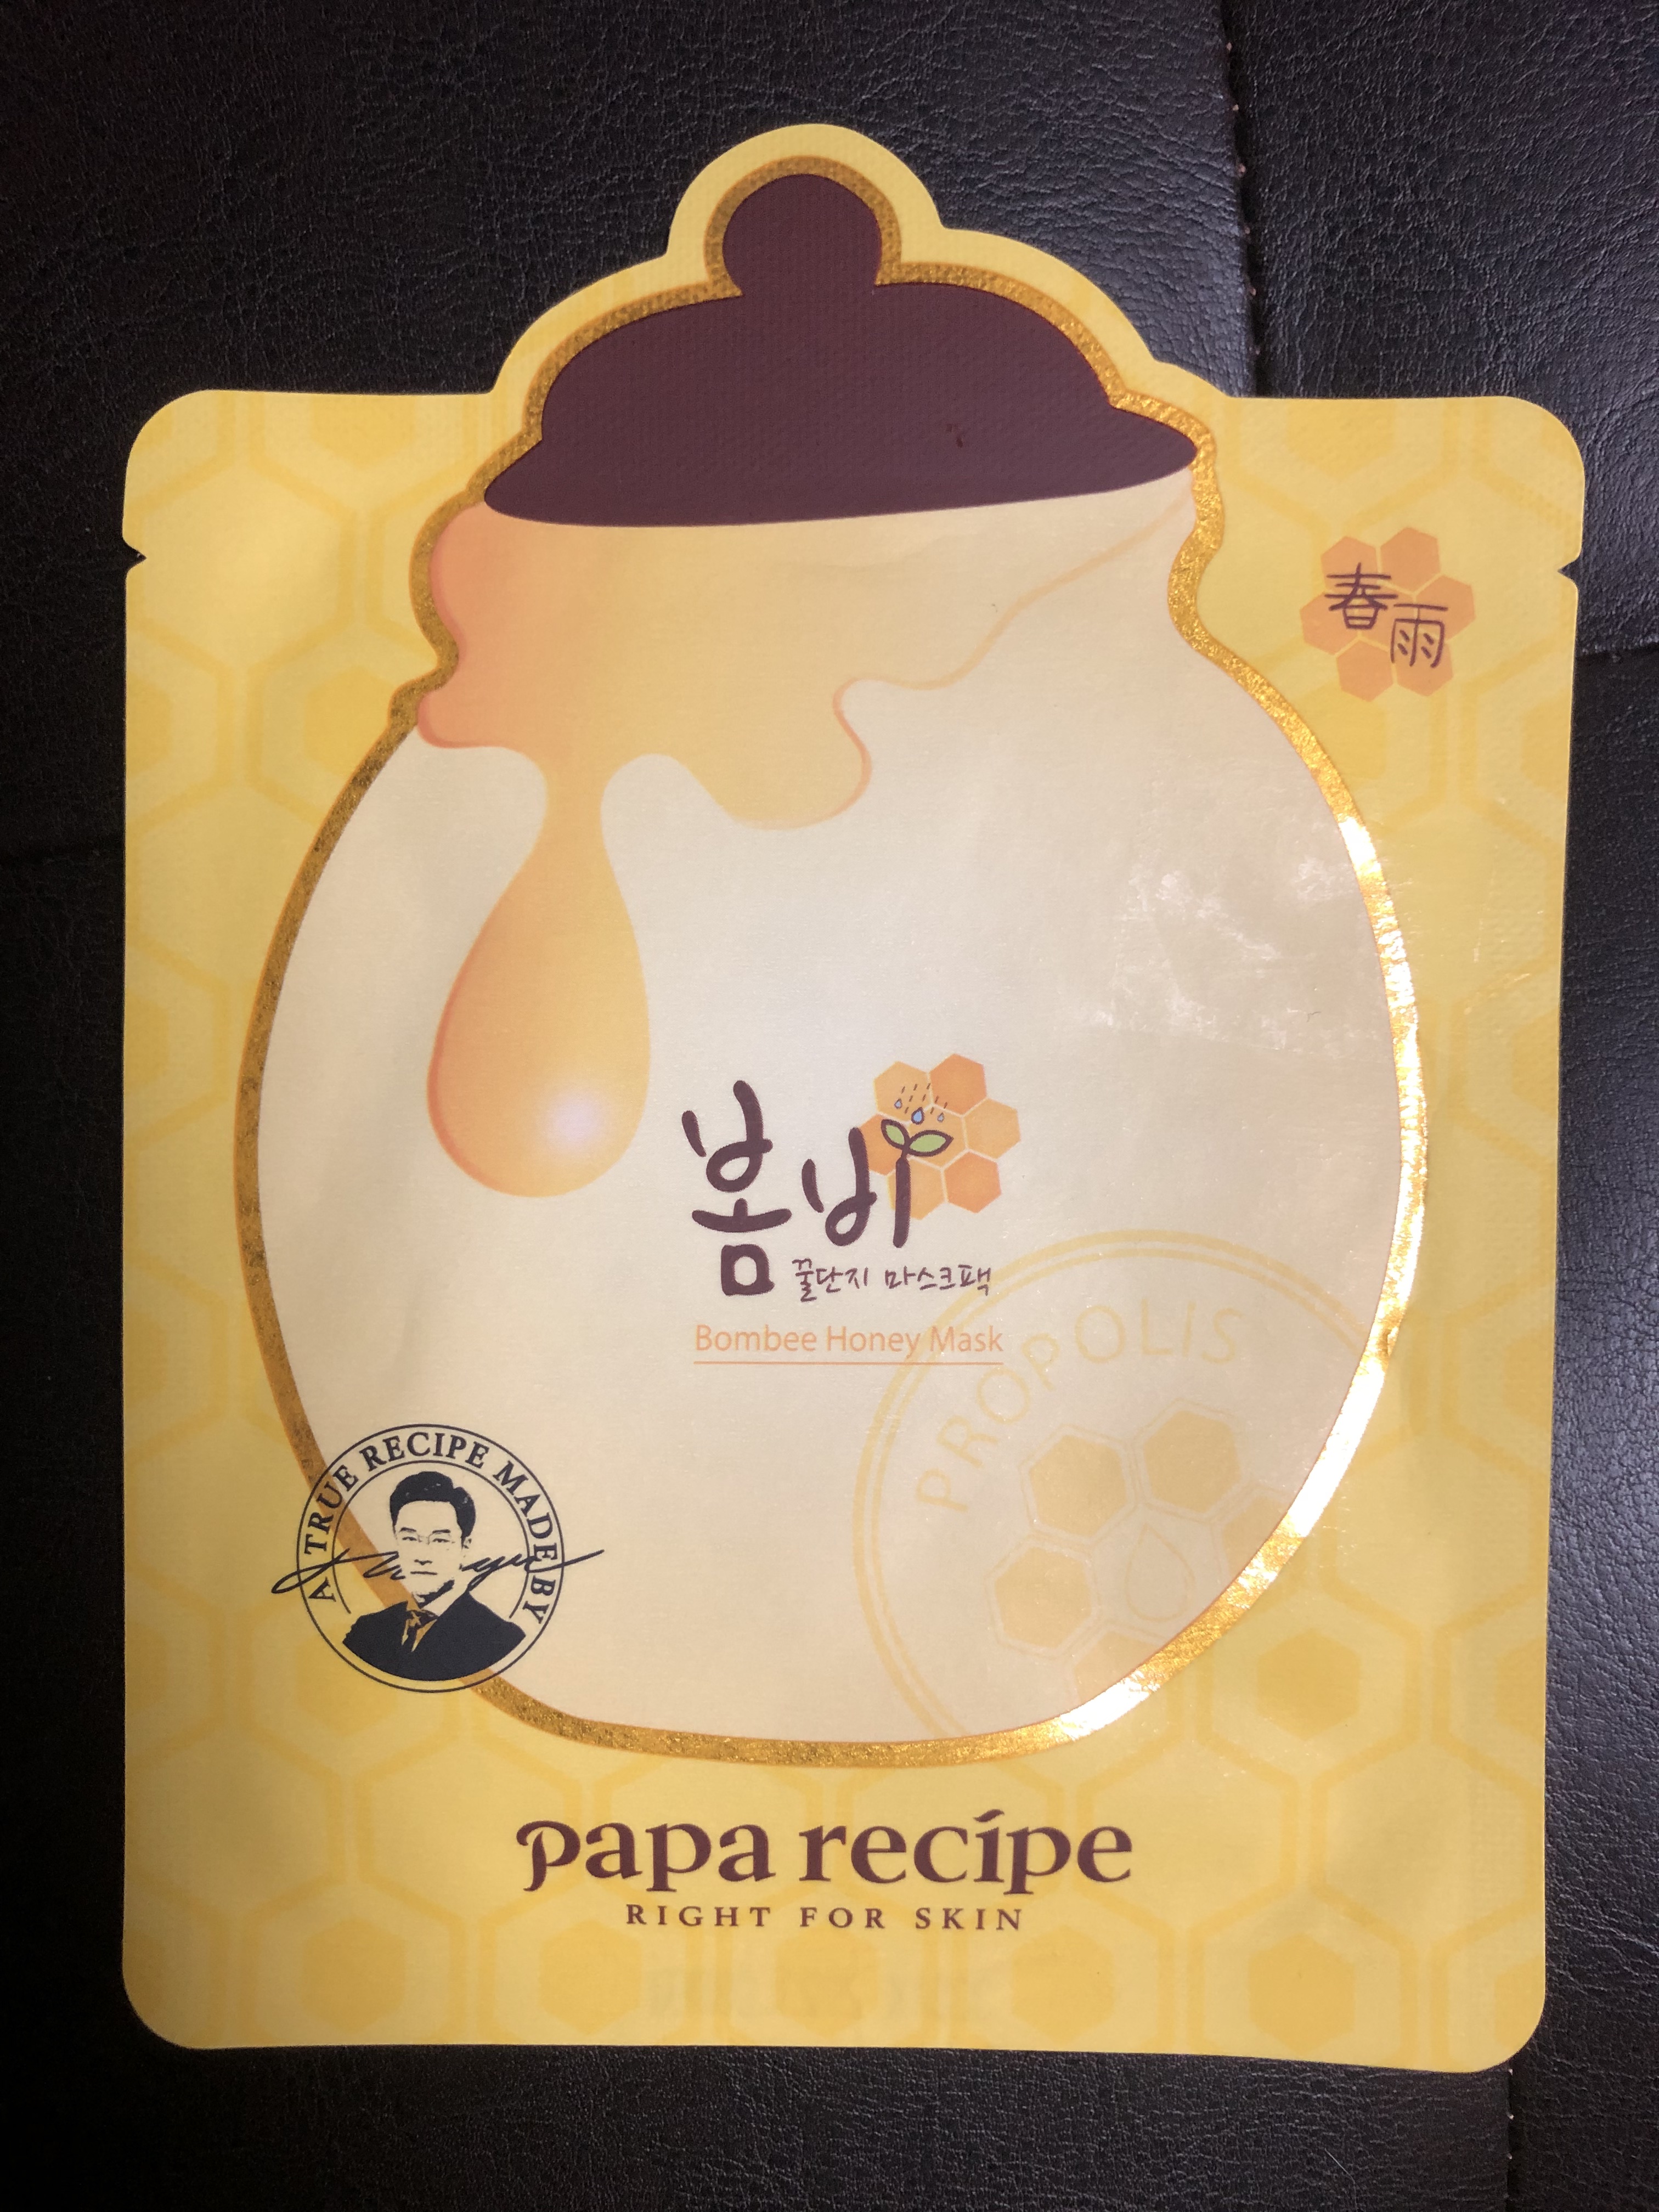 春雨
봄비
꿀단지 마스크팩
Bombee Honey Mask
PROPOLIS
A TRUE RECIPE MADE BY
papa recipe
RIGHT FOR SKIN